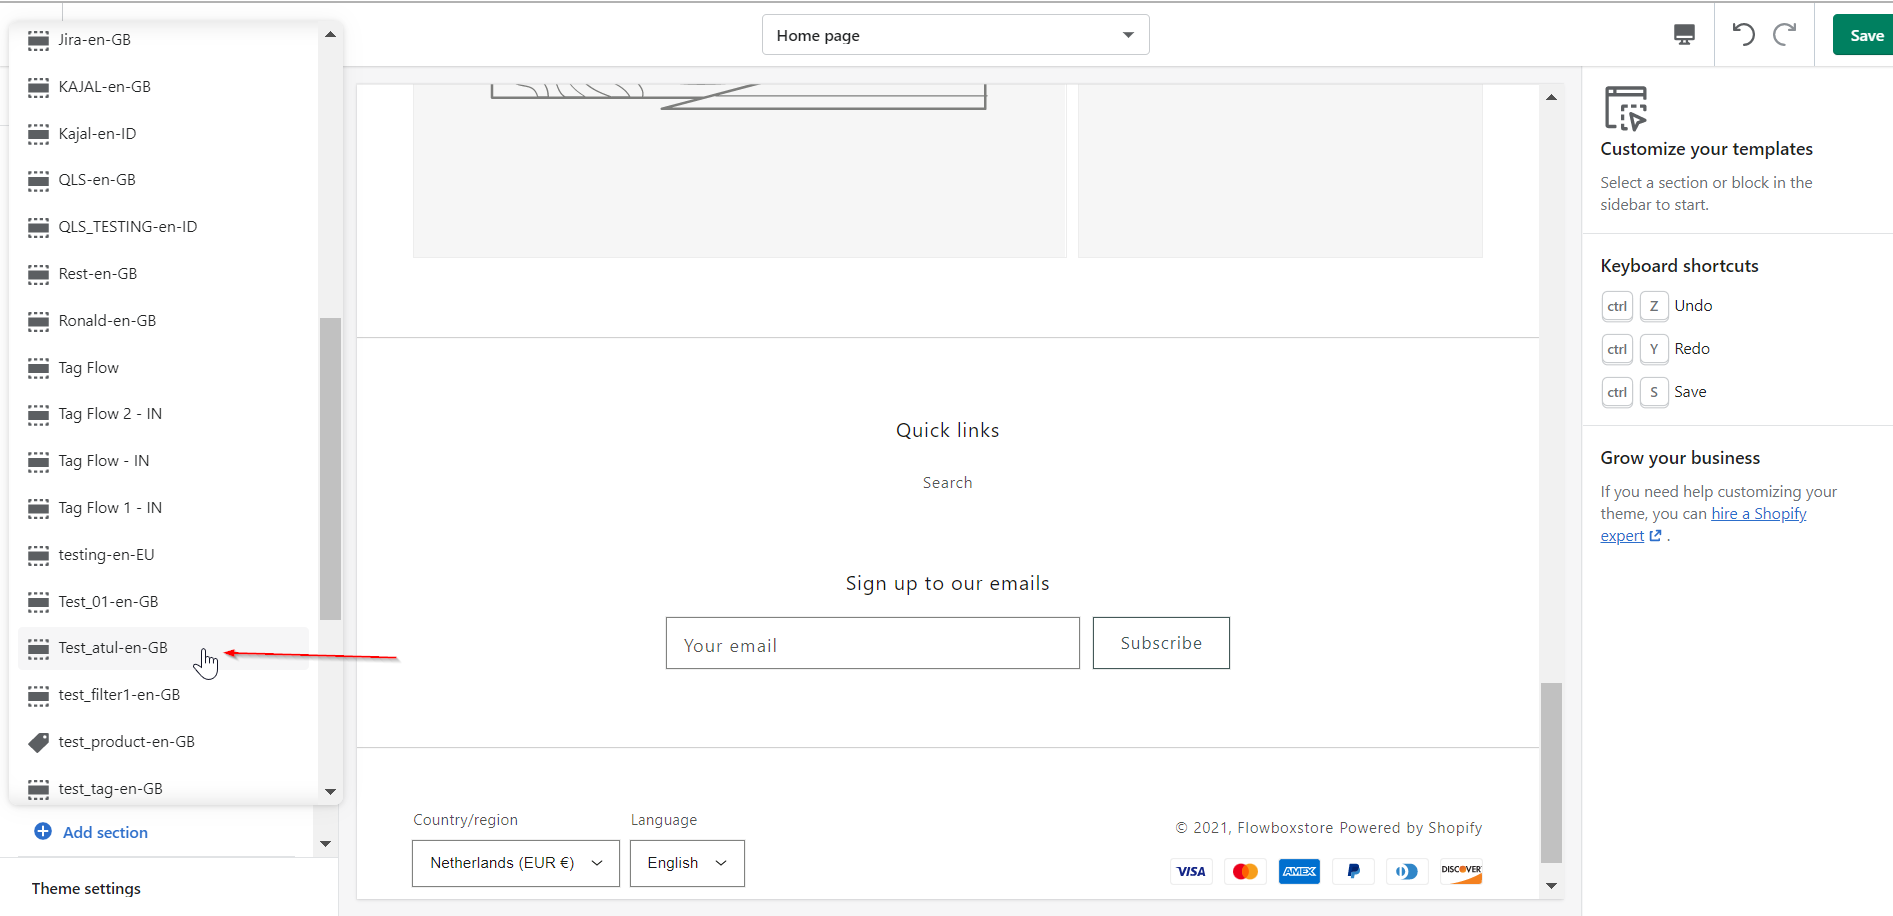 Jira-en-GB
KAJAL-en-GB
Kajal-en-ID
QLS-en-GB
QLS_TESTING-en-ID
Rest-en-GB
Ronald-en-GB
Tag Flow
Tag Flow 2 - IN
Tag Flow - IN
Tag Flow 1 - IN
testing-en-EU
Test_01-en-GB
Test_atul-en-GB
test_filter1-en-GB
test_product-en-GB
test_tag-en-GB
Add section
Theme settings
Home page
Save
Quick links
Search
Sign up to our emails
Your email
Subscribe
Country/region
Language
Netherlands (EUR €)
English
© 2021, Flowboxstore Powered by Shopify
VISA
AMEX
DISCOVER
Customize your templates
Select a section or block in the
sidebar to start.
Keyboard shortcuts
ctrl Z Undo
ctrl Y Redo
ctrl S Save
Grow your business
If you need help customizing your
theme, you can hire a Shopify
expert .